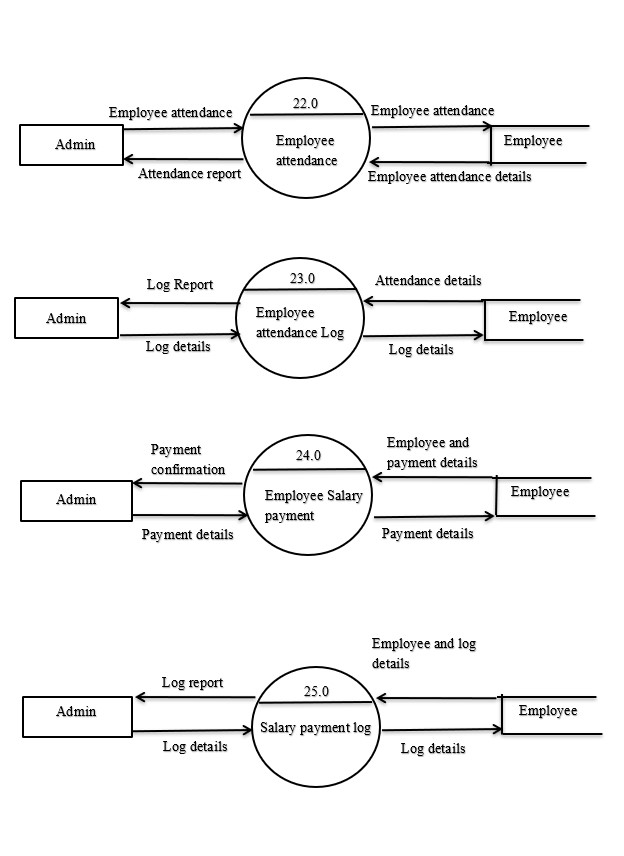 22.0
Employee attendance
Employee attendance
Admin
Employee
attendance
Employee
Attendance report
Employee attendance details
23.0
Log Report
Attendance details
Admin
Employee
attendance Log
Employee
Log details
Log details
24.0
Payment
confirmation
Employee and
payment details
Admin
Employee Salary
payment
Employee
Payment details
Payment details
Employee and log
details
Log report
25.0
Admin
Salary payment log
Employee
Log details
Log details